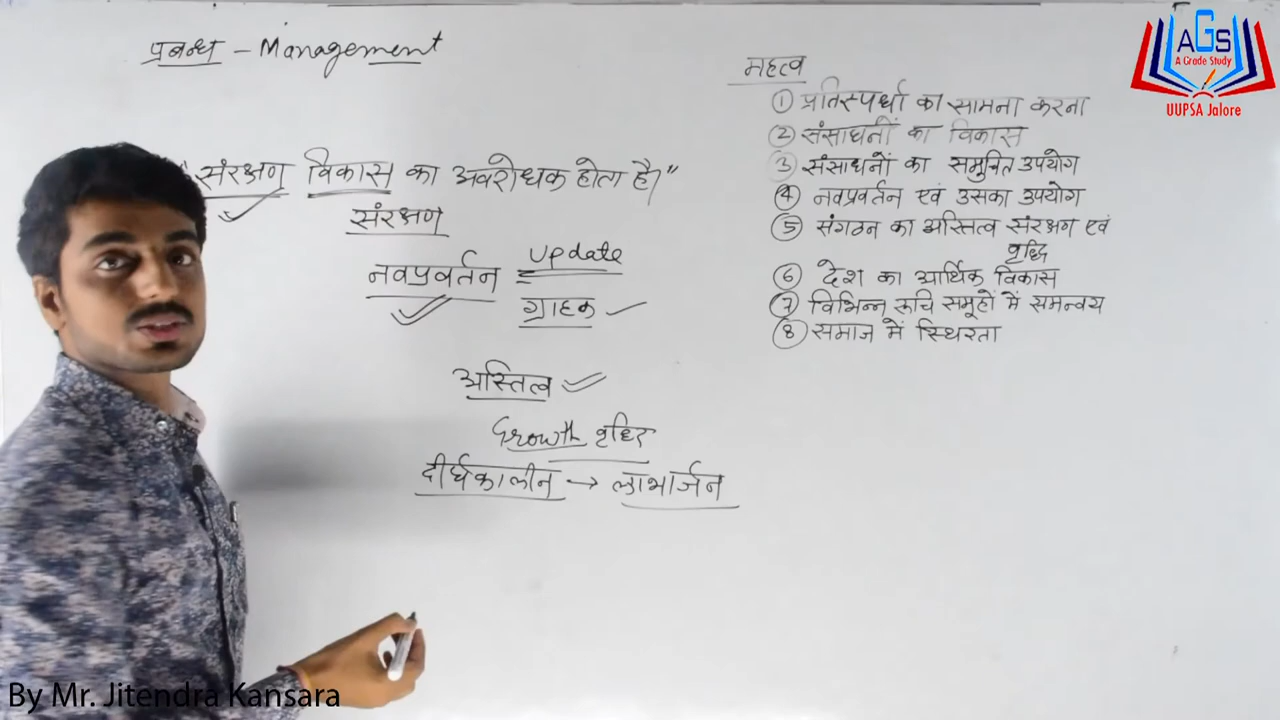 प्रबन्ध - Management
"संरक्षण विकास का अवरोधक होता है।"
संरक्षण
नवप्रवर्तन = update
ग्राहक
अस्तित्व
Growth वृद्धि
दीर्घकालीन → लाभार्जन
महत्व
① प्रतिस्पर्धा का सामना करना
② संसाधनों का विकास
③ संसाधनों का समुचित उपयोग
④ नवप्रवर्तन एवं उसका उपयोग
⑤ संगठन का अस्तित्व संरक्षण एवं
वृद्धि
⑥ देश का आर्थिक विकास
⑦ विभिन्न रूचि समूहों में समन्वय
⑧ समाज में स्थिरता
AGS
A Grade Study
UUPSA Jalore
By Mr. Jitendra Kansara